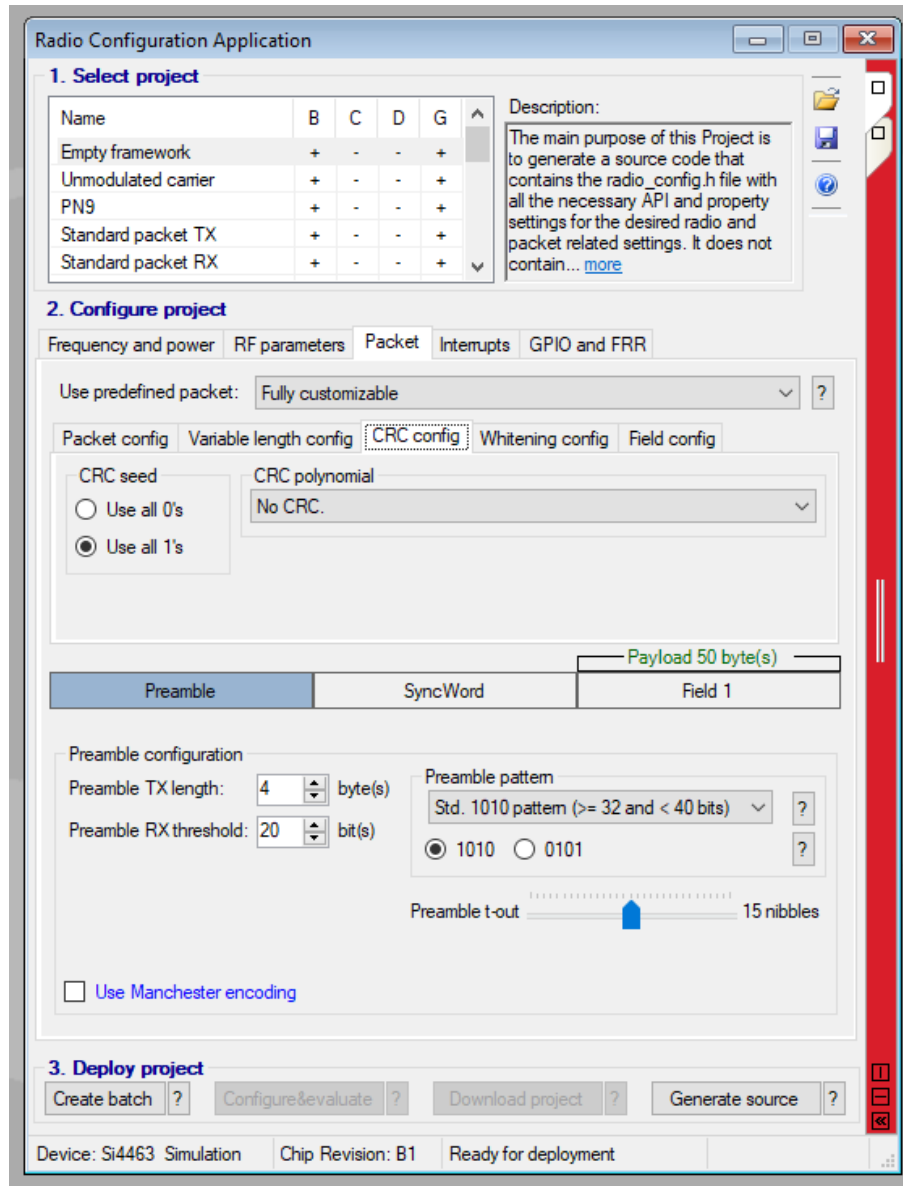 Radio Configuration Application
1. Select project
Name B C D G
Empty framework + - - +
Unmodulated carrier + - - +
PN9 + - - +
Standard packet TX + - - +
Standard packet RX + - - +
Description:
The main purpose of this Project is
to generate a source code that
contains the radio_config.h file with
all the necessary API and property
settings for the desired radio and
packet related settings. It does not
contain... more
2. Configure project
Frequency and power RF parameters Packet Interrupts GPIO and FRR
Use predefined packet: Fully customizable ?
Packet config Variable length config CRC config Whitening config Field config
CRC seed
Use all 0's
Use all 1's
CRC polynomial
No CRC.
Payload 50 byte(s)
Preamble SyncWord Field 1
Preamble configuration
Preamble TX length: 4 byte(s)
Preamble RX threshold: 20 bit(s)
Preamble pattern
Std. 1010 pattern (>= 32 and < 40 bits) ?
1010 0101 ?
Preamble t-out 15 nibbles
Use Manchester encoding
3. Deploy project
Create batch ? Configure&evaluate ? Download project ? Generate source ?
Device: Si4463 Simulation Chip Revision: B1 Ready for deployment